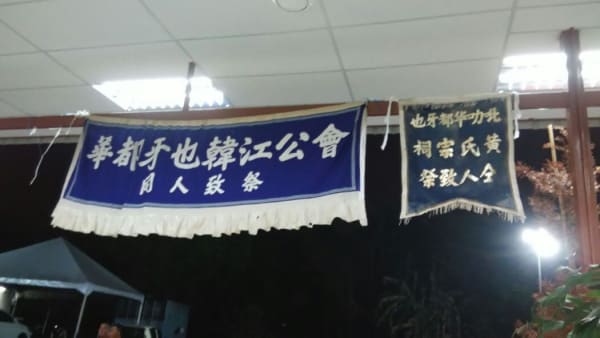 華都牙也韓江公會
同人致祭
北功华都牙也
黃氏宗祠
仝人致祭